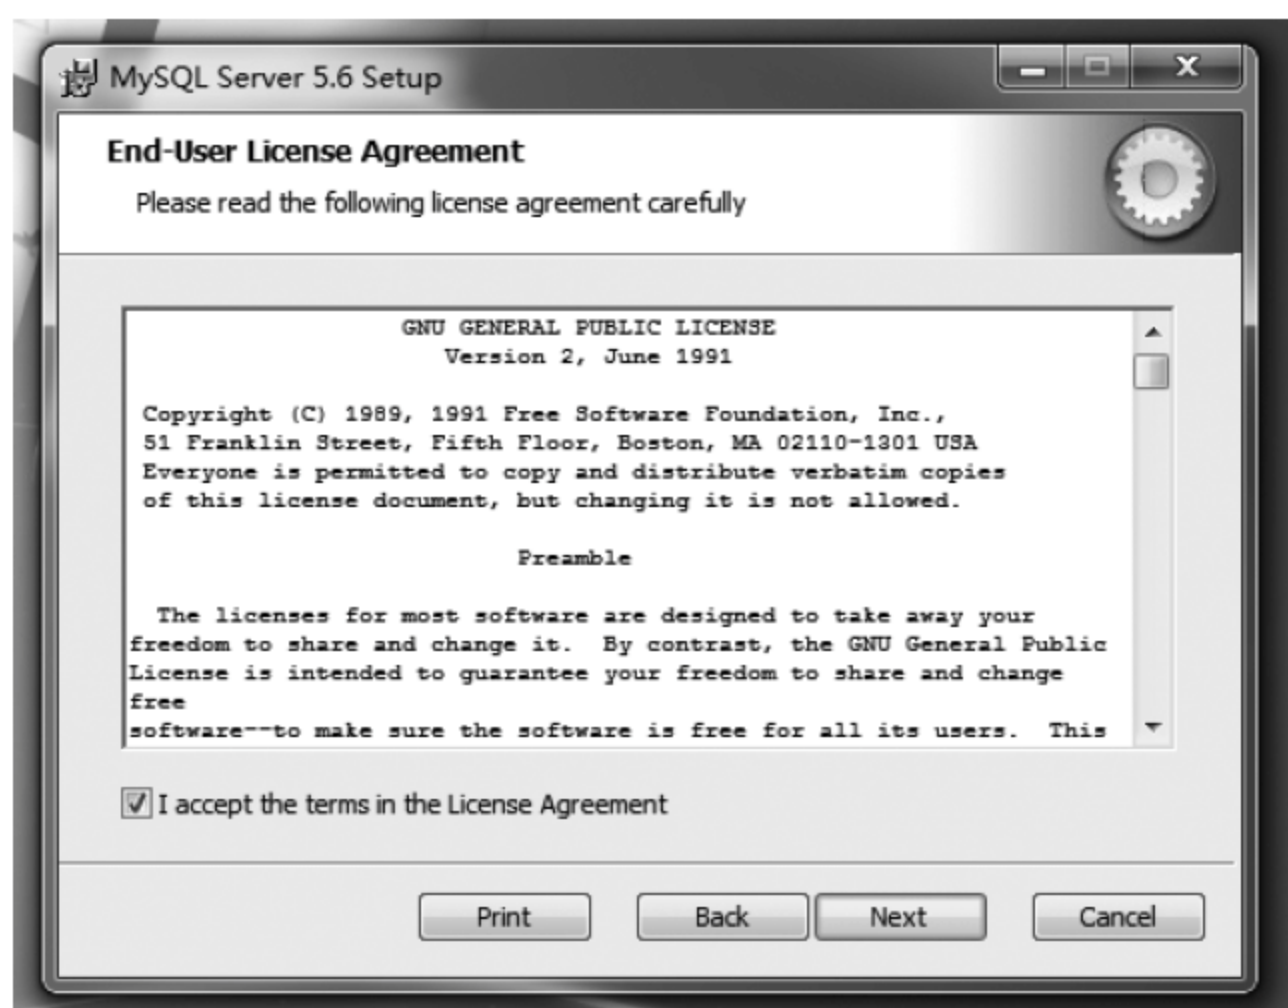 MySQL Server 5.6 Setup
End-User License Agreement
Please read the following license agreement carefully
GNU GENERAL PUBLIC LICENSE
Version 2, June 1991
Copyright (C) 1989, 1991 Free Software Foundation, Inc.,
51 Franklin Street, Fifth Floor, Boston, MA 02110-1301 USA
Everyone is permitted to copy and distribute verbatim copies
of this license document, but changing it is not allowed.
Preamble
The licenses for most software are designed to take away your
freedom to share and change it.  By contrast, the GNU General Public
License is intended to guarantee your freedom to share and change
free
software--to make sure the software is free for all its users.  This
I accept the terms in the License Agreement
Print Back Next Cancel